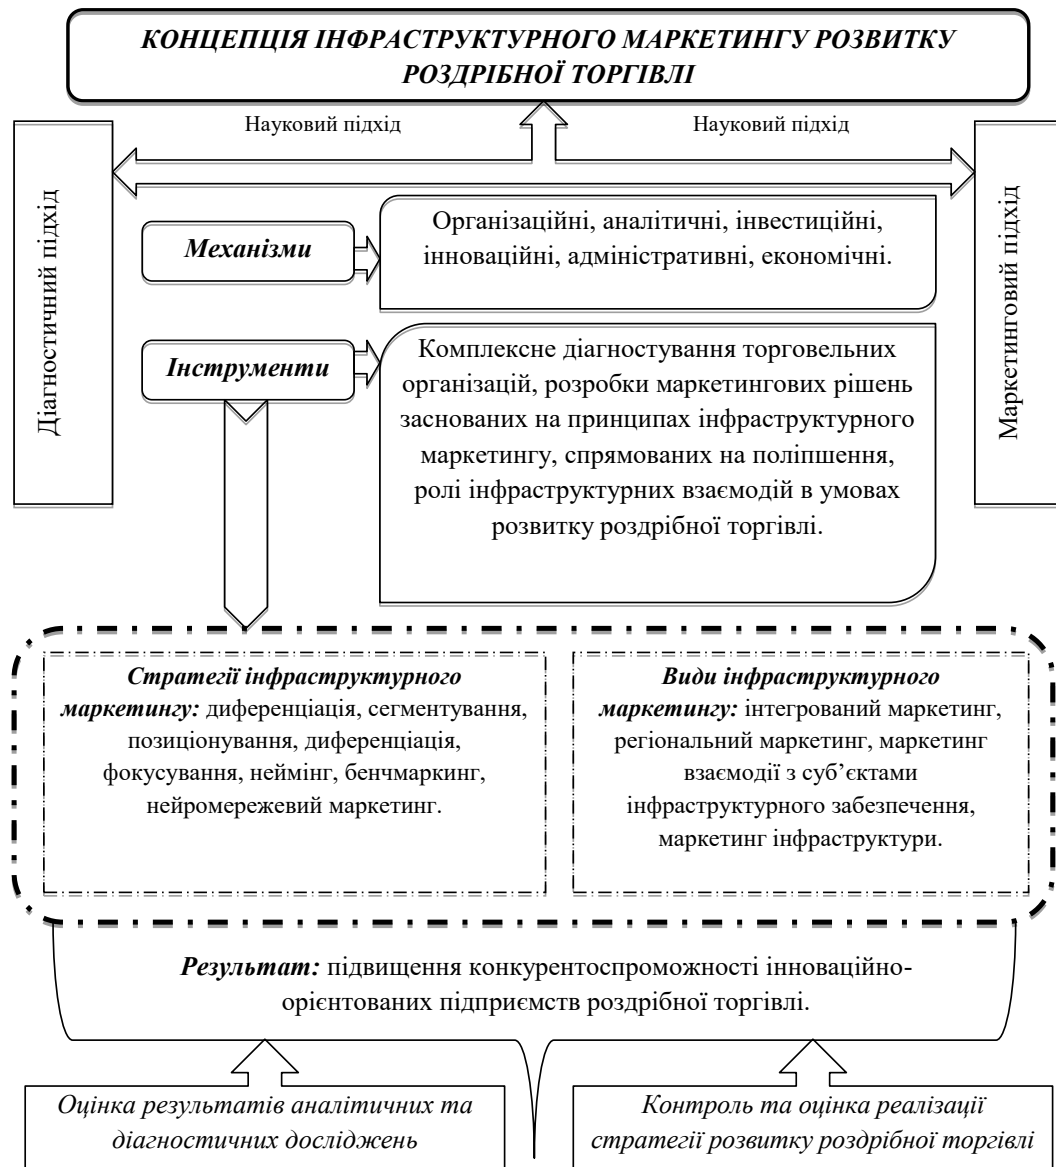 КОНЦЕПЦІЯ ІНФРАСТРУКТУРНОГО МАРКЕТИНГУ РОЗВИТКУ
РОЗДРІБНОЇ ТОРГІВЛІ
Науковий підхід
Науковий підхід
Діагностичний підхід
Маркетинговий підхід
Механізми
Організаційні, аналітичні, інвестиційні,
інноваційні, адміністративні, економічні.
Інструменти
Комплексне діагностування торговельних
організацій, розробки маркетингових рішень
заснованих на принципах інфраструктурного
маркетингу, спрямованих на поліпшення,
ролі інфраструктурних взаємодій в умовах
розвитку роздрібної торгівлі.
Стратегії інфраструктурного
маркетингу: диференціація, сегментування,
позиціонування, диференціація,
фокусування, неймінг, бенчмаркинг,
нейромережевий маркетинг.
Види інфраструктурного
маркетингу: інтегрований маркетинг,
регіональний маркетинг, маркетинг
взаємодії з суб’єктами
інфраструктурного забезпечення,
маркетинг інфраструктури.
Результат: підвищення конкурентоспроможності інноваційно-
орієнтованих підприємств роздрібної торгівлі.
Оцінка результатів аналітичних та
діагностичних досліджень
Контроль та оцінка реалізації
стратегії розвитку роздрібної торгівлі